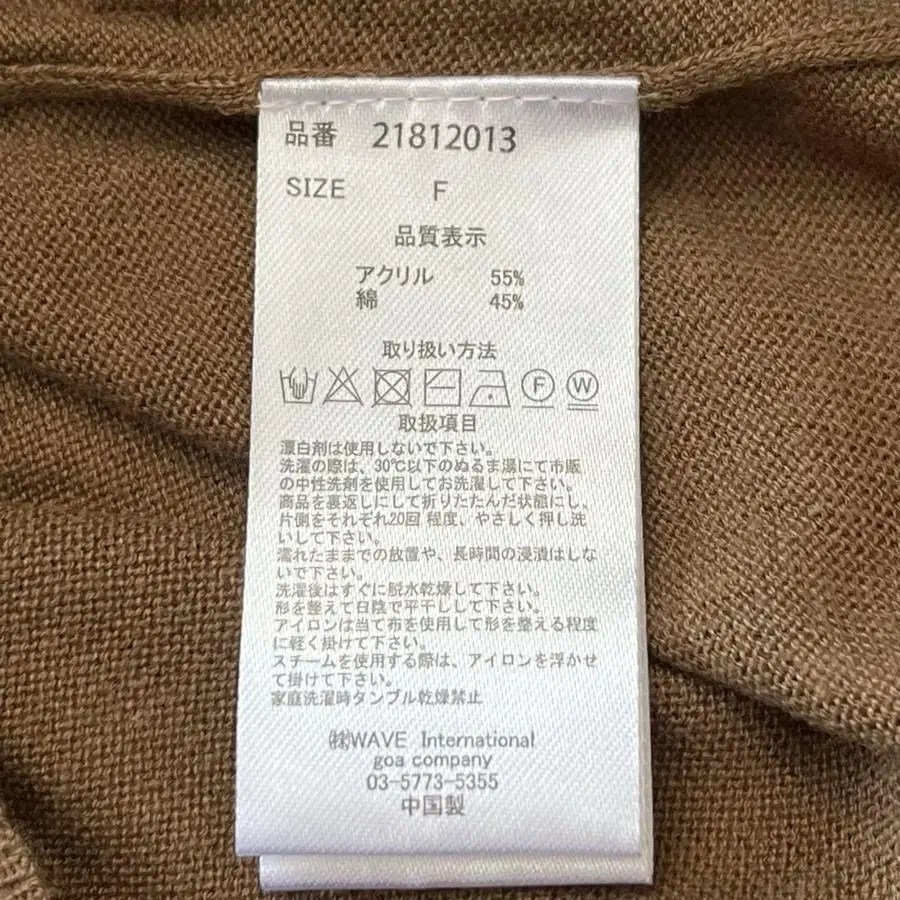 品番 21812013
SIZE F
品質表示
アクリル 55%
綿 45%
取り扱い方法
F W
取扱項目
漂白剤は使用しないで下さい。
洗濯の際は、30℃以下のぬるま湯にて市販
の中性洗剤を使用してお洗濯して下さい。
商品を裏返しにして折りたたんだ状態にし、
片側をそれぞれ20回 程度、やさしく押し洗
いして下さい。
濡れたままでの放置や、長時間の浸漬はしな
いで下さい。
洗濯後はすぐに脱水乾燥して下さい。
形を整えて日陰で平干しして下さい。
アイロンは当て布を使用して形を整える程度
に軽く掛けて下さい。
スチームを使用する際は、アイロンを浮かせ
て掛けて下さい。
家庭洗濯時タンブル乾燥禁止
㈱WAVE International
goa company
03-5773-5355
中国製